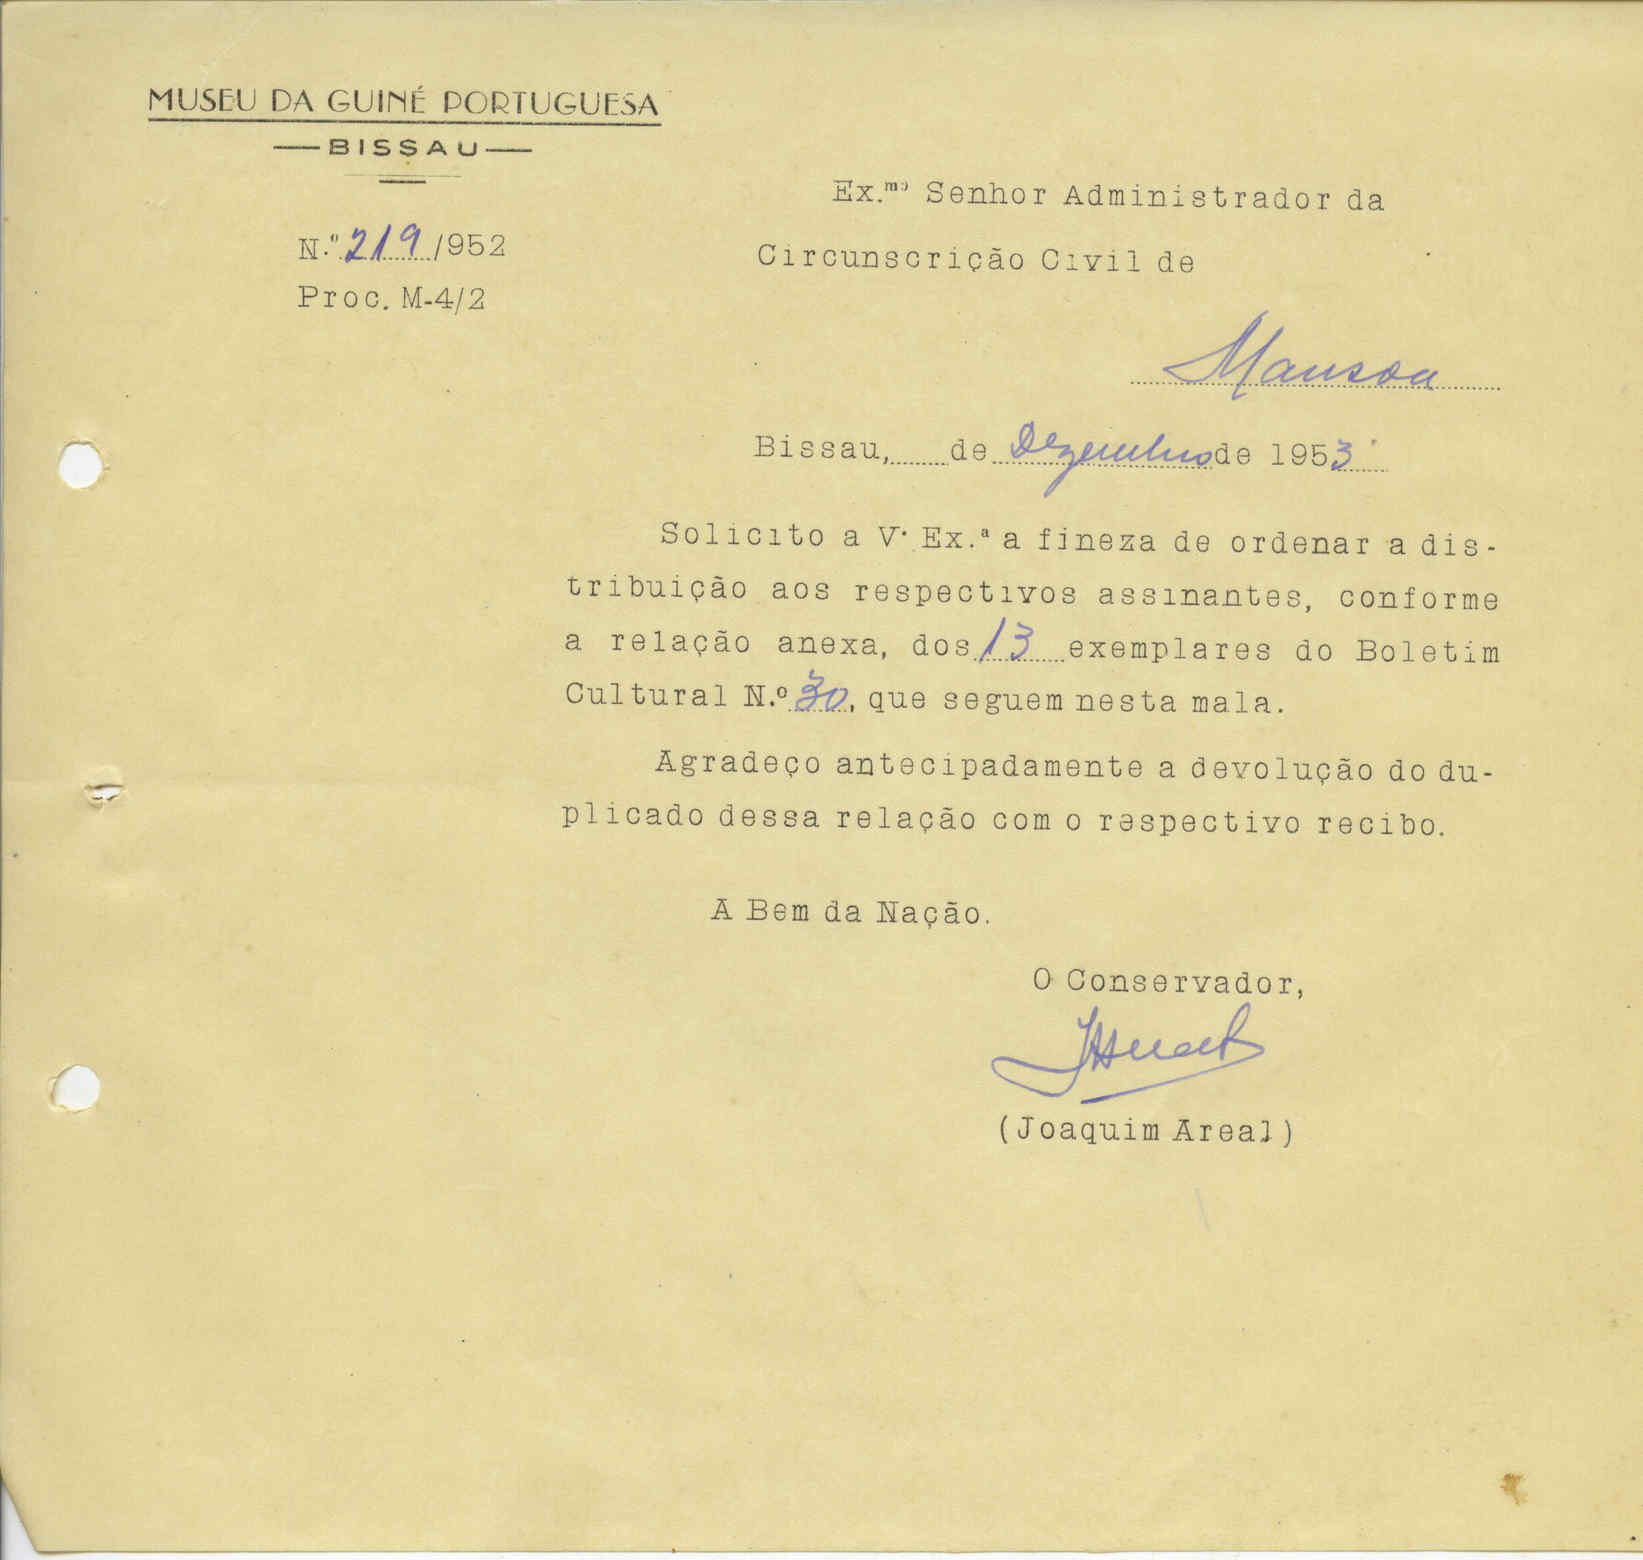 MUSEU DA GUINÉ PORTUGUESA
BISSAU
N.º 219/952
Proc. M-4/2
Ex.mo Senhor Administrador da
Circunscrição Civil de
Mansoa
Bissau, de Dezembro de 1953
Solicito a V. Ex.ª a fineza de ordenar a dis-
tribuição aos respectivos assinantes, conforme
a relação anexa, dos 13 exemplares do Boletim
Cultural N.º 30, que seguem nesta mala.
Agradeço antecipadamente a devolução do du-
plicado dessa relação com o respectivo recibo.
A Bem da Nação.
O Conservador,
(Joaquim Areal)